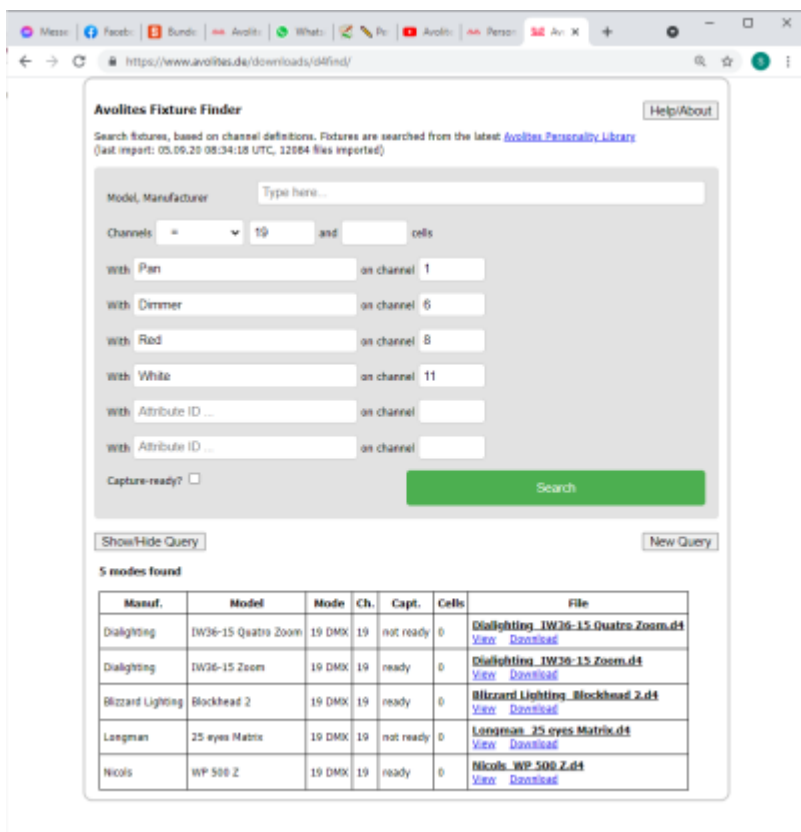 Messe
Faceb
Bundl
Avolit
Whats
Pe
Avolit
Person
Avi
https://www.avolites.de/downloads/d4find/
S
Avolites Fixture Finder
Help/About
Search fixtures, based on channel definitions. Fixtures are searched from the latest Avolites Personality Library
(last import: 05.09.20 08:34:18 UTC, 12084 files imported)
Model, Manufacturer Type here...
Channels = 19 and cells
With Pan on channel 1
With Dimmer on channel 6
With Red on channel 8
With White on channel 11
With Attribute ID ... on channel
With Attribute ID ... on channel
Capture-ready? Search
Show/Hide Query New Query
5 modes found
Manuf. Model Mode Ch. Capt. Cells File
Dialighting IW36-15 Quatro Zoom 19 DMX 19 not ready 0 Dialighting_IW36-15 Quatro Zoom.d4
View Download
Dialighting IW36-15 Zoom 19 DMX 19 ready 0 Dialighting_IW36-15 Zoom.d4
View Download
Blizzard Lighting Blockhead 2 19 DMX 19 ready 0 Blizzard Lighting_Blockhead 2.d4
View Download
Longman 25 eyes Matrix 19 DMX 19 not ready 0 Longman_25 eyes Matrix.d4
View Download
Nicols WP 500 Z 19 DMX 19 ready 0 Nicols_WP 500 Z.d4
View Download